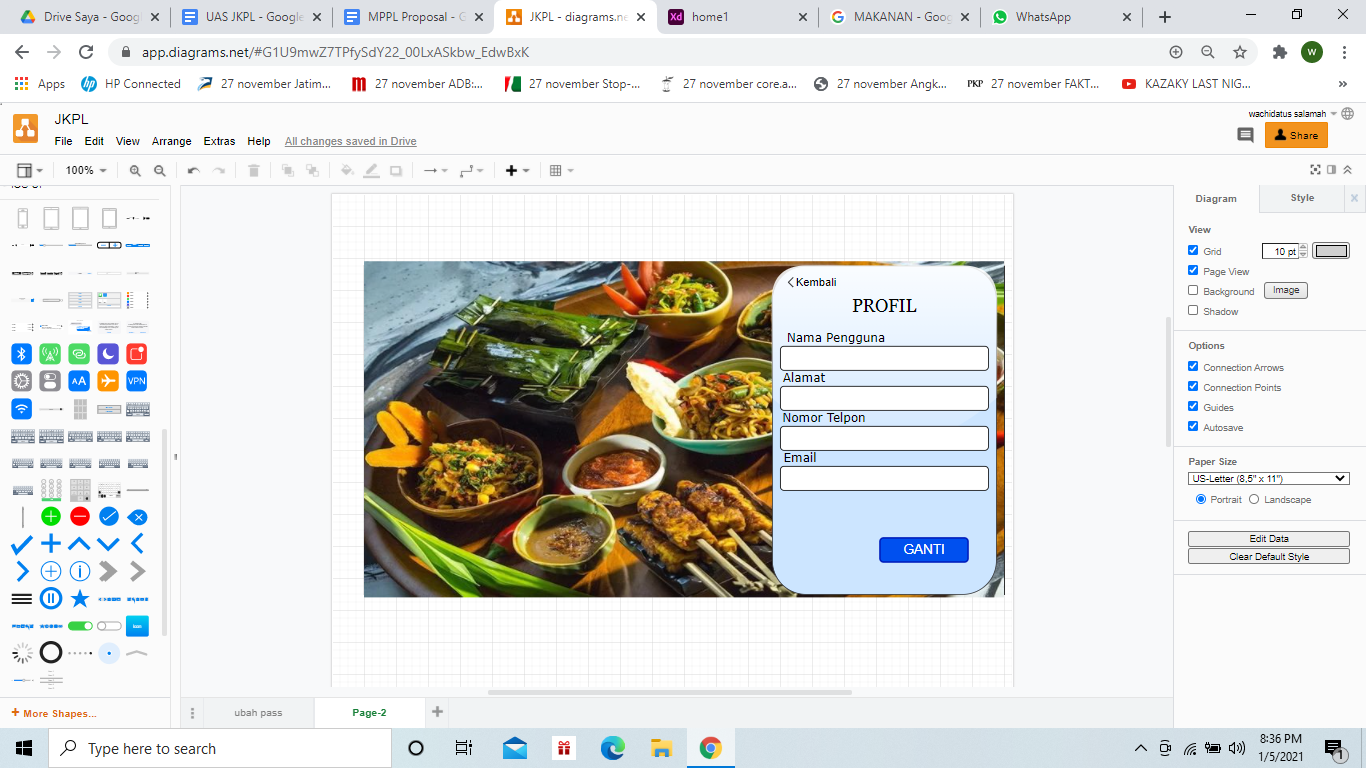 Drive Saya - Googl
UAS JKPL - Google
MPPL Proposal - G
JKPL - diagrams.ne
Xd home1
MAKANAN - Goog
WhatsApp
app.diagrams.net/#G1U9mwZ7TPfySdY22_00LxASkbw_EdwBxK
W
Apps
hp HP Connected
27 november Jatim...
27 november ADB:...
27 november Stop-...
27 november core.a...
27 november Angk...
PKP 27 november FAKT...
KAZAKY LAST NIG...
»
JKPL
wachidatus salamah
File Edit View Arrange Extras Help All changes saved in Drive
Share
100%
Diagram
Style
View
Grid 10 pt
Page View
Background Image
Shadow
Options
Connection Arrows
Connection Points
Guides
Autosave
Paper Size
US-Letter (8,5" x 11")
Portrait Landscape
Edit Data
Clear Default Style
AA
VPN
Kembali
PROFIL
Nama Pengguna
Alamat
Nomor Telpon
Email
GANTI
+ More Shapes...
ubah pass
Page-2
Type here to search
8:36 PM
1/5/2021
1